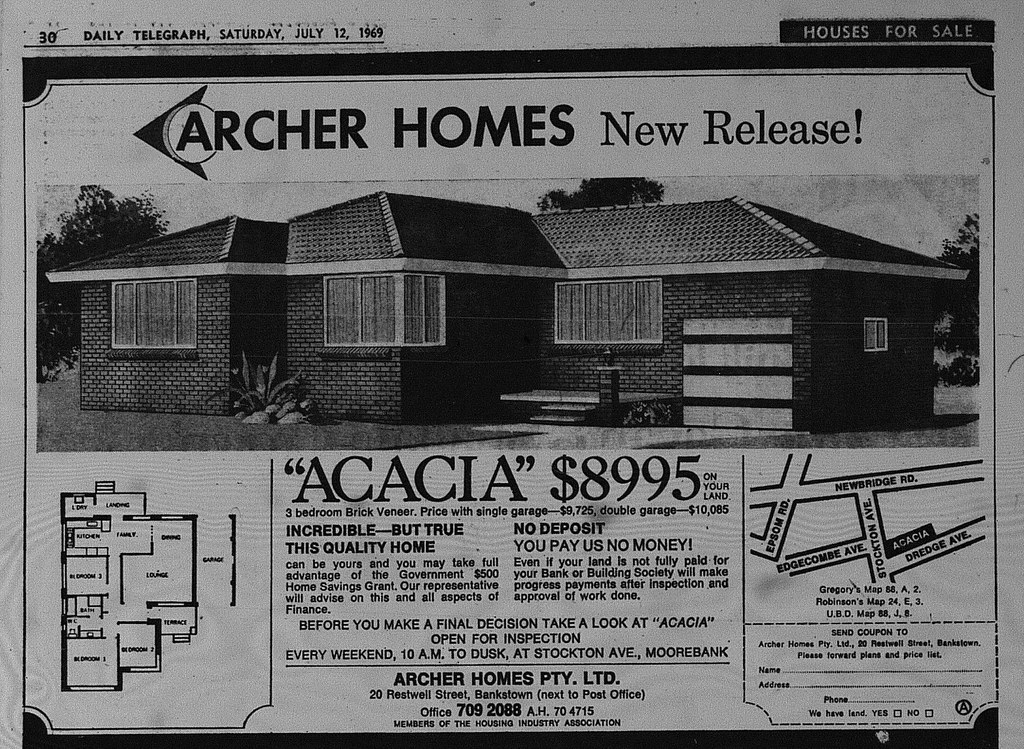 30 DAILY TELEGRAPH, SATURDAY, JULY 12, 1969
HOUSES FOR SALE
ARCHER HOMES New Release!
"ACACIA" $8995 ON YOUR LAND.
3 bedroom Brick Veneer. Price with single garage—$9,725, double garage—$10,085
INCREDIBLE—BUT TRUE
THIS QUALITY HOME
can be yours and you may take full
advantage of the Government $500
Home Savings Grant. Our representative
will advise on this and all aspects of
Finance.
NO DEPOSIT
YOU PAY US NO MONEY!
Even if your land is not fully paid for
your Bank or Building Society will make
progress payments after inspection and
approval of work done.
BEFORE YOU MAKE A FINAL DECISION TAKE A LOOK AT "ACACIA"
OPEN FOR INSPECTION
EVERY WEEKEND, 10 A.M. TO DUSK, AT STOCKTON AVE., MOOREBANK
ARCHER HOMES PTY. LTD.
20 Restwell Street, Bankstown (next to Post Office)
Office 709 2088 A.H. 70 4715
MEMBERS OF THE HOUSING INDUSTRY ASSOCIATION
L'DRY
LANDING
KITCHEN
FAMILY
DINING
GARAGE
BEDROOM 3
LOUNGE
BATH
W.C.
TERRACE
BEDROOM 2
BEDROOM 1
NEWBRIDGE RD.
EPSOM RD.
STOCKTON AVE.
ACACIA
EDGECOMBE AVE.
DREDGE AVE.
Gregory's Map 88, A, 2.
Robinson's Map 24, E, 3.
U.B.D. Map 88, J, 8.
SEND COUPON TO
Archer Homes Pty. Ltd., 20 Restwell Street, Bankstown.
Please forward plans and price list.
Name
Address
Phone
We have land. YES NO
A